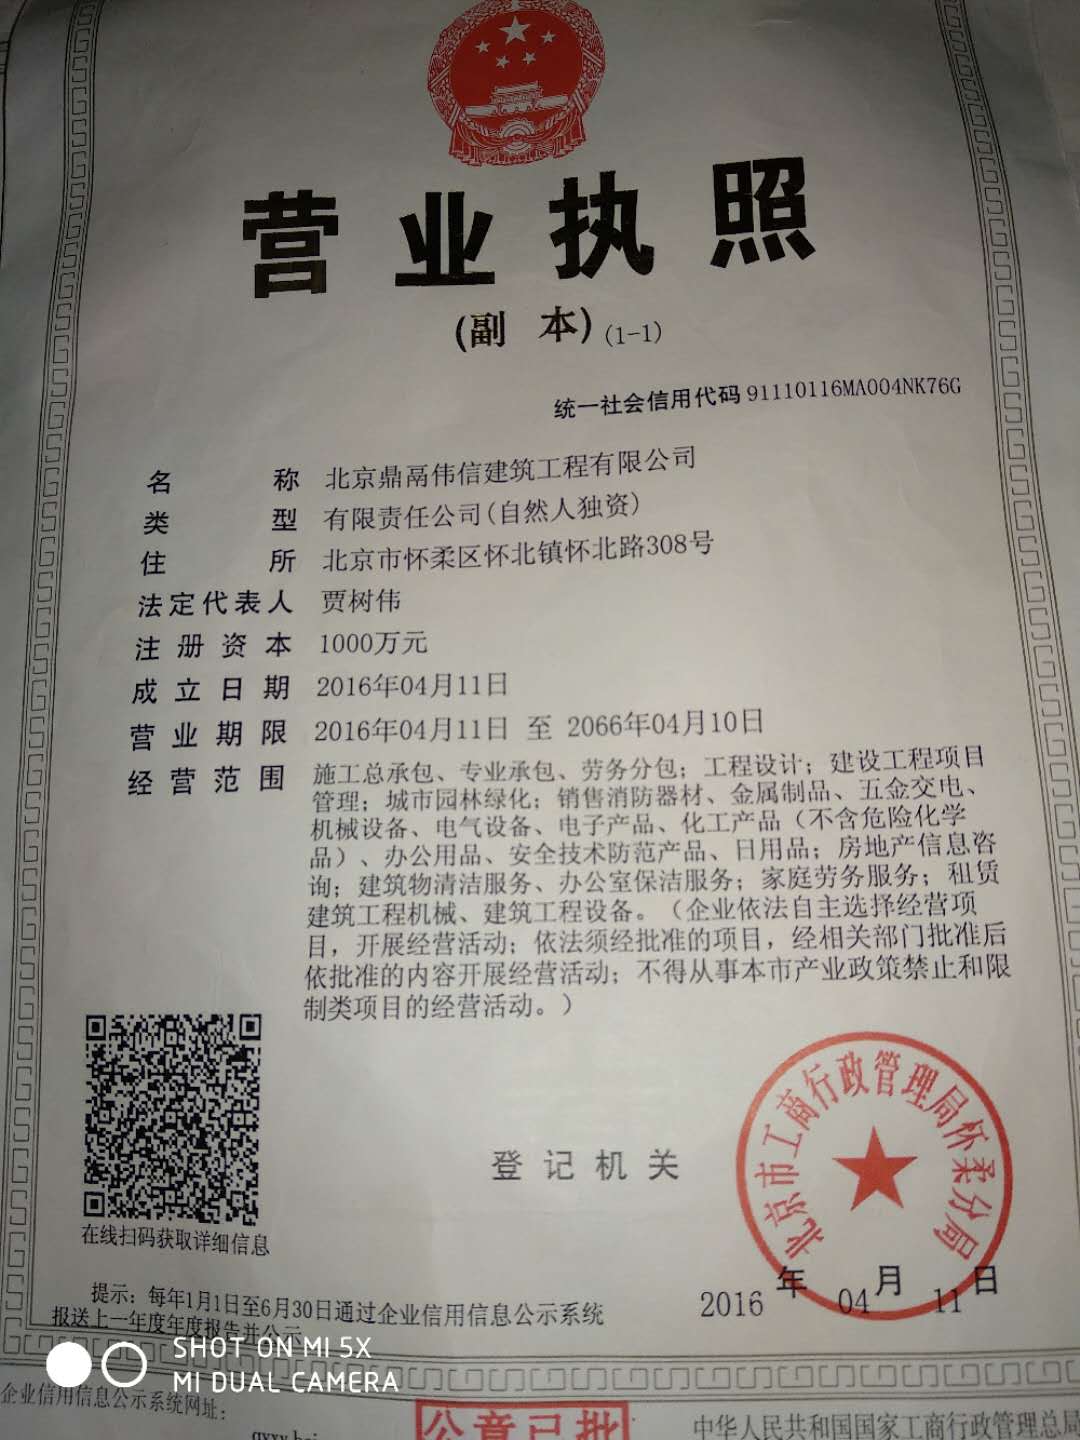 营业执照
(副 本) (1-1)
统一社会信用代码 91110116MA004NK76G
名 称 北京鼎鬲伟信建筑工程有限公司
类 型 有限责任公司(自然人独资)
住 所 北京市怀柔区怀北镇怀北路308号
法定代表人 贾树伟
注册资本 1000万元
成立日期 2016年04月11日
营业期限 2016年04月11日 至 2066年04月10日
经营范围 施工总承包、专业承包、劳务分包；工程设计；建设工程项目
管理；城市园林绿化；销售消防器材、金属制品、五金交电、
机械设备、电气设备、电子产品、化工产品（不含危险化学
品）、办公用品、安全技术防范产品、日用品；房地产信息咨
询；建筑物清洁服务、办公室保洁服务；家庭劳务服务；租赁
建筑工程机械、建筑工程设备。（企业依法自主选择经营项
目，开展经营活动；依法须经批准的项目，经相关部门批准后
依批准的内容开展经营活动；不得从事本市产业政策禁止和限
制类项目的经营活动。）
在线扫码获取详细信息
登记机关
北京市工商行政管理局怀柔分局
2016 年 04 月 11 日
提示：每年1月1日至6月30日通过企业信用信息公示系统
报送上一年度年度报告并公示
SHOT ON MI 5X
MI DUAL CAMERA
企业信用信息公示系统网址：
公章已批
中华人民共和国国家工商行政管理总局